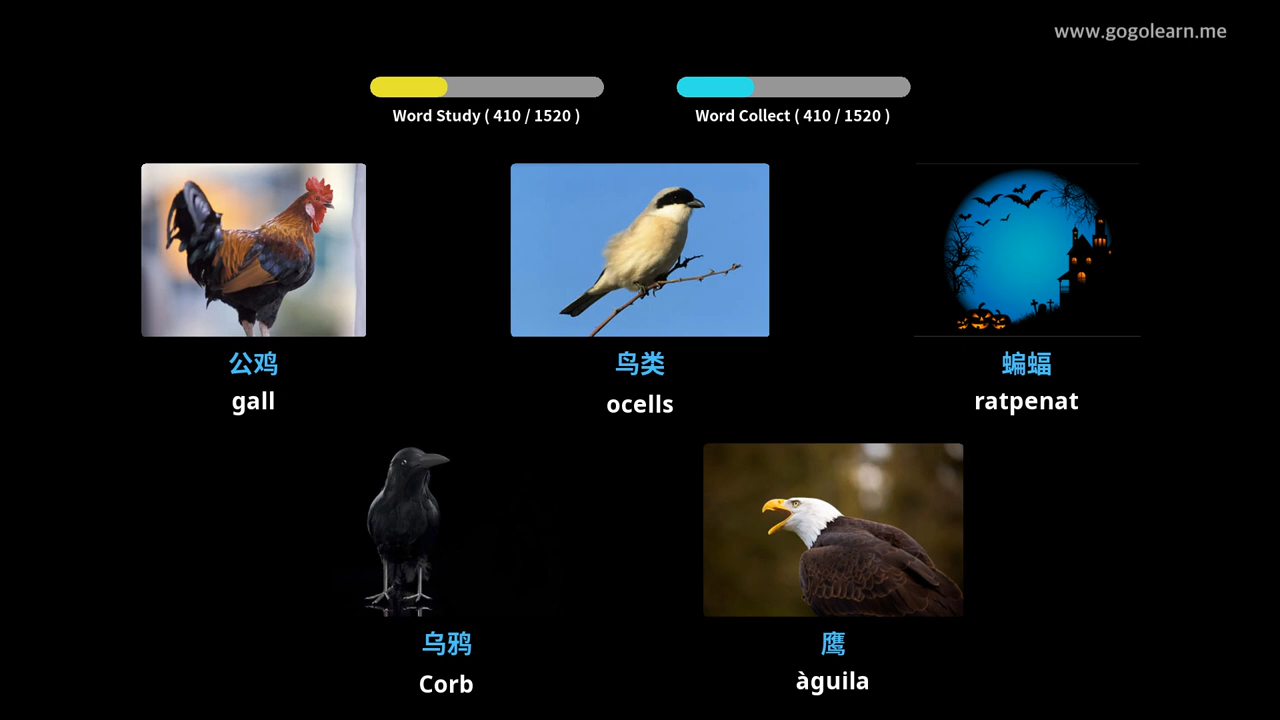 www.gogolearn.me
Word Study ( 410 / 1520 )
Word Collect ( 410 / 1520 )
公鸡
gall
鸟类
ocells
蝙蝠
ratpenat
乌鸦
Corb
鹰
àguila